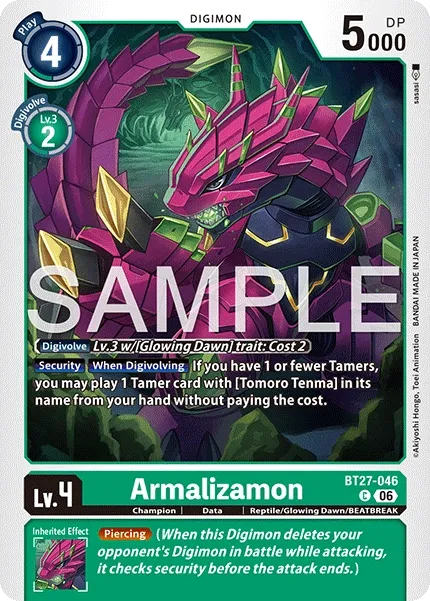 Play
4
DIGIMON
5000
DP
Digivolve
Lv.3
2
sasasi
SAMPLE
Digivolve Lv.3 w/[Glowing Dawn] trait: Cost 2
Security When Digivolving If you have 1 or fewer Tamers,
you may play 1 Tamer card with [Tomoro Tenma] in its
name from your hand without paying the cost.
©Akiyoshi Hongo, Toei Animation BANDAI MADE IN JAPAN
Lv.4
Armalizamon
BT27-046
C 06
Champion Data Reptile/Glowing Dawn/BEATBREAK
Inherited Effect
Piercing (When this Digimon deletes your
opponent's Digimon in battle while attacking,
it checks security before the attack ends.)